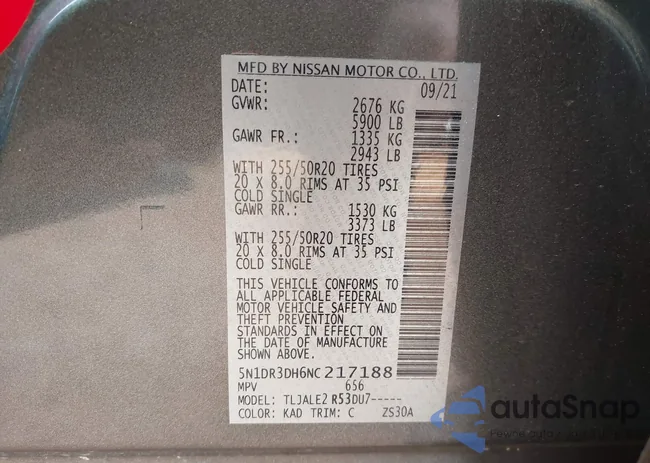 MFD BY NISSAN MOTOR CO., LTD.
DATE: 09/21
GVWR: 2676 KG
5900 LB
GAWR FR.: 1335 KG
2943 LB
WITH 255/50R20 TIRES
20 X 8.0 RIMS AT 35 PSI
COLD SINGLE
GAWR RR.: 1530 KG
3373 LB
WITH 255/50R20 TIRES
20 X 8.0 RIMS AT 35 PSI
COLD SINGLE
THIS VEHICLE CONFORMS TO
ALL APPLICABLE FEDERAL
MOTOR VEHICLE SAFETY AND
THEFT PREVENTION
STANDARDS IN EFFECT ON
THE DATE OF MANUFACTURE
SHOWN ABOVE.
5N1DR3DH6NC217188
MPV 656
MODEL: TLJALE2 R53DU7-----
COLOR: KAD TRIM: C ZS30A
autaSnap